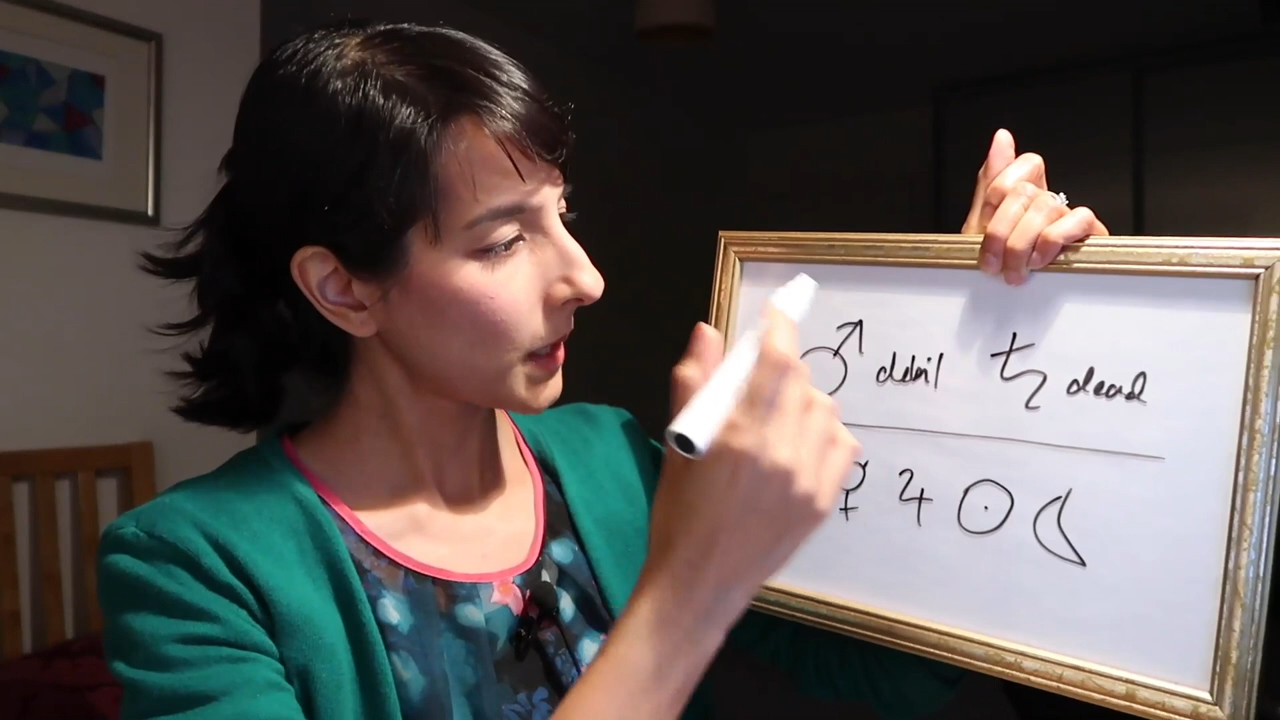 ♂ debil ♄ dead
♀ ♃ ☉ ☾